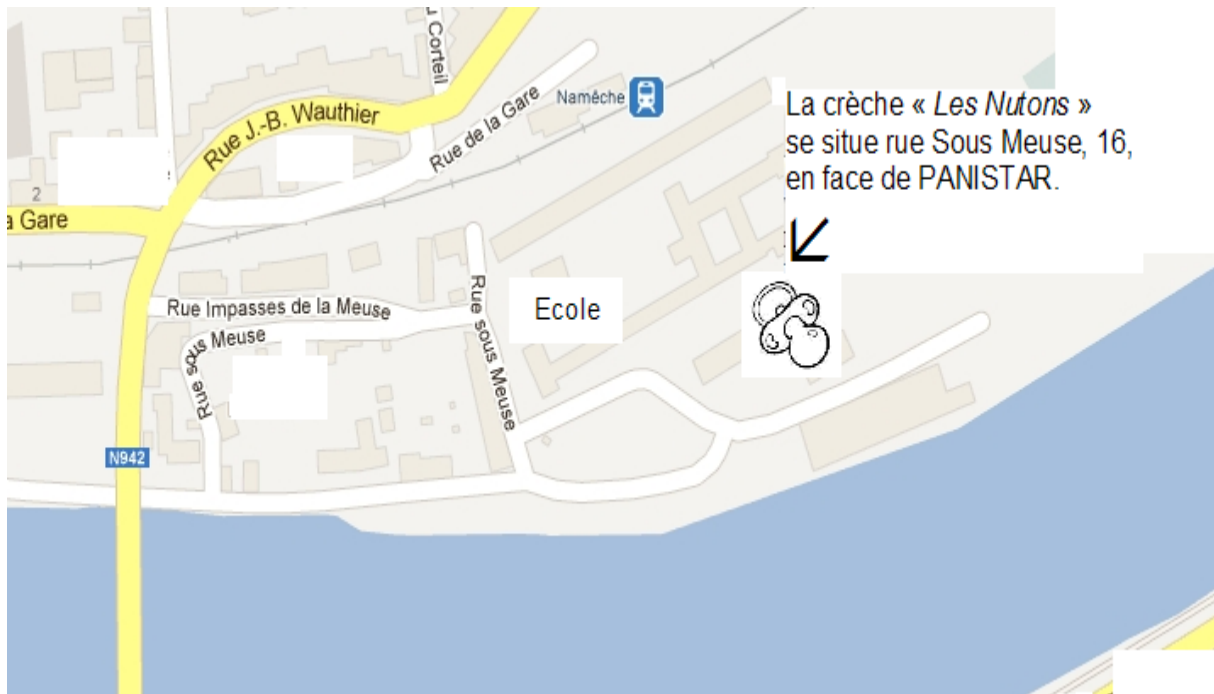 u Corteil
Rue J.-B. Wauthier
Rue de la Gare
Namêche
La crèche « Les Nutons »
se situe rue Sous Meuse, 16,
en face de PANISTAR.
2
a Gare
Rue Impasses de la Meuse
Rue sous Meuse
Rue sous Meuse
Ecole
N942